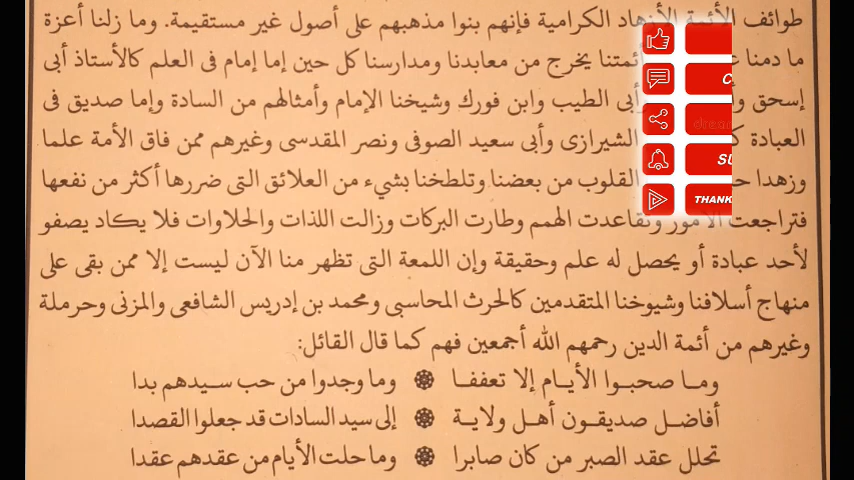 طوائف الأئمة الزهاد الكرامية فإنهم بنوا مذهبهم على أصول غير مستقيمة. وما زلنا أعزة
ما دمنا أئمتنا يخرج من معابدنا ومدارسنا كل حين إما إمام فى العلم كالأستاذ أبى
إسحق وأبى الطيب وابن فورك وشيخنا الإمام وأمثالهم من السادة وإما صديق فى
العبادة الشيرازى وأبى سعيد الصوفى ونصر المقدسى وغيرهم ممن فاق الأمة علما
وزهدا القلوب من بعضنا وتلطخنا بشيء من العلائق التى ضررها أكثر من نفعها
فتراجعت الأمور وتقاعدت الهمم وطارت البركات وزالت اللذات والحلاوات فلا يكاد يصفو
لأحد عبادة أو يحصل له علم وحقيقة وإن اللمعة التى تظهر منا الآن ليست إلا ممن بقى على
منهاج أسلافنا وشيوخنا المتقدمين كالحرث المحاسبى ومحمد بن إدريس الشافعى والمزنى وحرملة
وغيرهم من أئمة الدين رحمهم الله أجمعين فهم كما قال القائل:
وما صحبوا الأيام إلا تعففا وما وجدوا من حب سيدهم بدا
أفاضل صديقون أهل ولاية إلى سيد السادات قد جعلوا القصدا
تحلل عقد الصبر من كان صابرا وما حلت الأيام من عقدهم عقدا
THANK